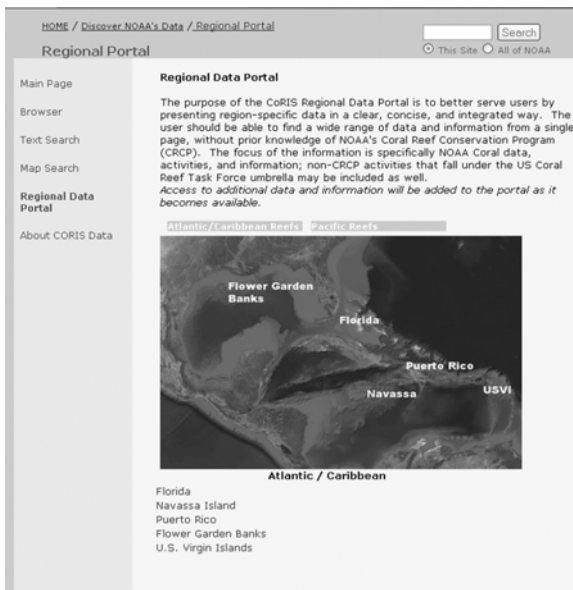 HOME / Discover NOAA's Data / Regional Portal
Search
Regional Portal
This Site All of NOAA
Main Page
Browser
Text Search
Map Search
Regional Data
Portal
About CORIS Data
Regional Data Portal
The purpose of the CoRIS Regional Data Portal is to better serve users by
presenting region-specific data in a clear, concise, and integrated way. The
user should be able to find a wide range of data and information from a single
page, without prior knowledge of NOAA's Coral Reef Conservation Program
(CRCP). The focus of the information is specifically NOAA Coral data,
activities, and information; non-CRCP activities that fall under the US Coral
Reef Task Force umbrella may be included as well.
Access to additional data and information will be added to the portal as it
becomes available.
Atlantic/Caribbean Reefs Pacific Reefs
Flower Garden
Banks
Florida
Puerto Rico
Navassa
USVI
Atlantic / Caribbean
Florida
Navassa Island
Puerto Rico
Flower Garden Banks
U.S. Virgin Islands